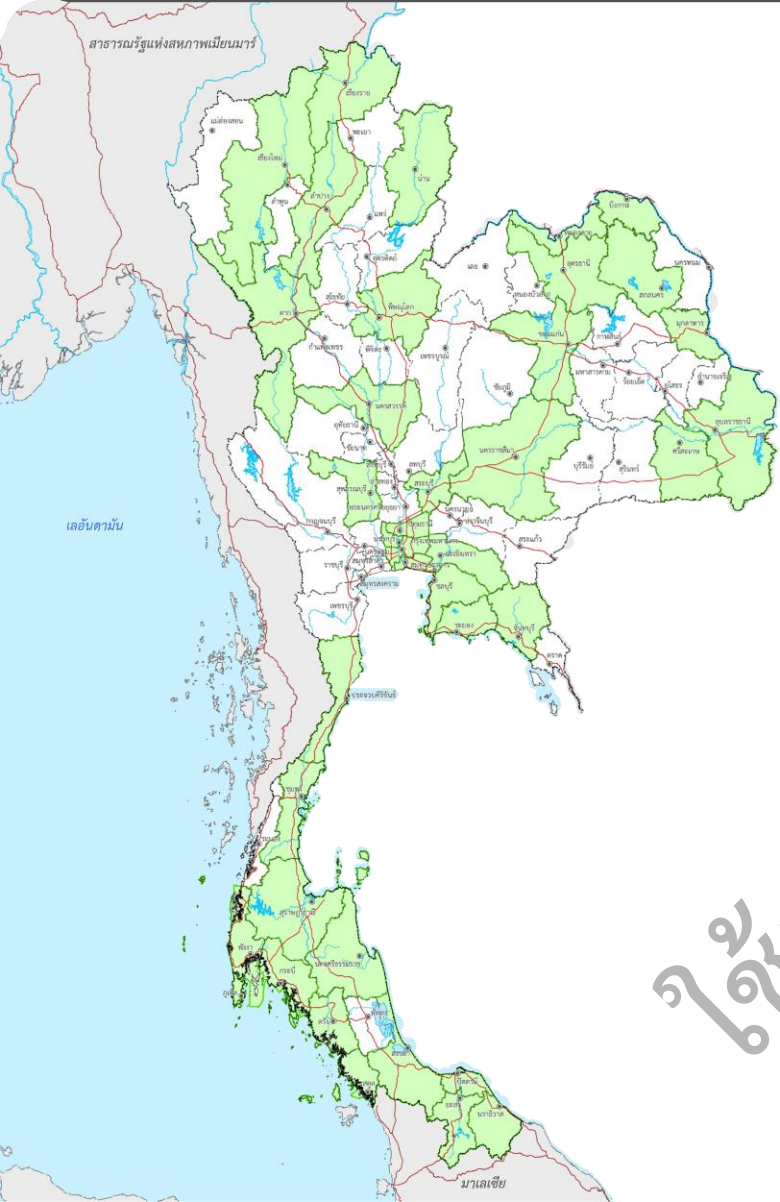 สาธารณรัฐแห่งสหภาพเมียนมาร์
เชียงราย
แม่ฮ่องสอน
พะเยา
เชียงใหม่
น่าน
ลำปาง
ลำพูน
แพร่
บึงกาฬ
หนองคาย
อุตรดิตถ์
เลย
อุดรธานี
นครพนม
หนองบัวลำภู
สกลนคร
สุโขทัย
ตาก
พิษณุโลก
มุกดาหาร
ขอนแก่น
กาฬสินธุ์
กำแพงเพชร
พิจิตร
เพชรบูรณ์
มหาสารคาม
ร้อยเอ็ด
อำนาจเจริญ
ชัยภูมิ
ยโสธร
นครสวรรค์
อุบลราชธานี
อุทัยธานี
ชัยนาท
นครราชสีมา
บุรีรัมย์
สุรินทร์
ศรีสะเกษ
ลพบุรี
สระบุรี
สุพรรณบุรี
พระนครศรีอยุธยา
นครนายก
ปราจีนบุรี
กาญจนบุรี
ปทุมธานี
สระแก้ว
กรุงเทพมหานคร
ฉะเชิงเทรา
ราชบุรี
สมุทรสาคร
สมุทรสงคราม
ชลบุรี
เพชรบุรี
ระยอง
จันทบุรี
ตราด
เลอันดามัน
ประจวบคีรีขันธ์
ชุมพร
ระนอง
สุราษฎร์ธานี
พังงา
กระบี่
นครศรีธรรมราช
ภูเก็ต
ตรัง
พัทลุง
สงขลา
สตูล
ปัตตานี
ยะลา
นราธิวาส
มาเลเซีย